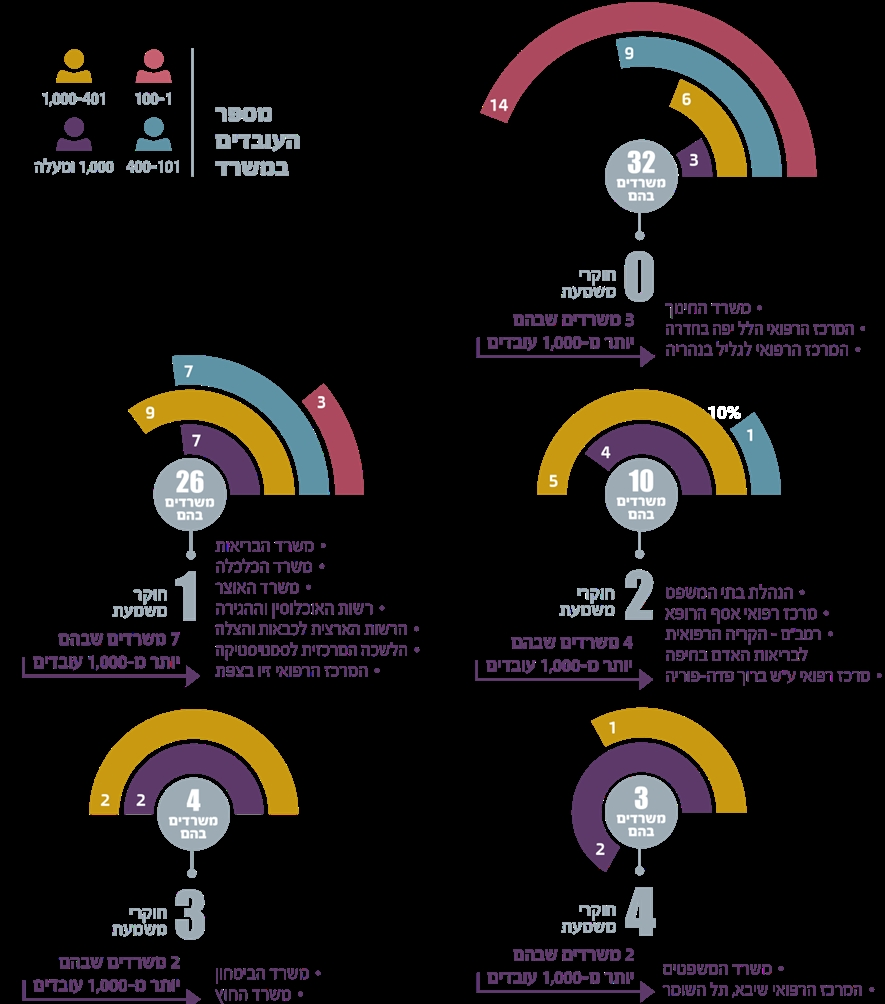 מספר
העובדים
במשרד
100-1
1,000-401
400-101
1,000 ומעלה
14
9
6
3
32
משרדים
בהם
0
חוקרי
משמעת
3 משרדים שבהם
יותר מ-1,000 עובדים
• משרד החינוך
• המרכז הרפואי הלל יפה בחדרה
• המרכז הרפואי לגליל בנהריה
7
3
9
7
26
משרדים
בהם
1
חוקר
משמעת
7 משרדים שבהם
יותר מ-1,000 עובדים
• משרד הבריאות
• משרד הכלכלה
• משרד האוצר
• רשות האוכלוסין וההגירה
• הרשות הארצית לכבאות והצלה
• הלשכה המרכזית לסטטיסטיקה
• המרכז הרפואי זיו בצפת
10%
1
4
5
10
משרדים
בהם
2
חוקרי
משמעת
4 משרדים שבהם
יותר מ-1,000 עובדים
• הנהלת בתי המשפט
• מרכז רפואי אסף הרופא
• רמב"ם - הקריה הרפואית
לבריאות האדם בחיפה
• מרכז רפואי ע"ש ברוך פדה-פוריה
2
2
4
משרדים
בהם
3
חוקרי
משמעת
2 משרדים שבהם
יותר מ-1,000 עובדים
• משרד הביטחון
• משרד החוץ
1
2
3
משרדים
בהם
4
חוקרי
משמעת
2 משרדים שבהם
יותר מ-1,000 עובדים
• משרד המשפטים
• המרכז הרפואי שיבא, תל השומר